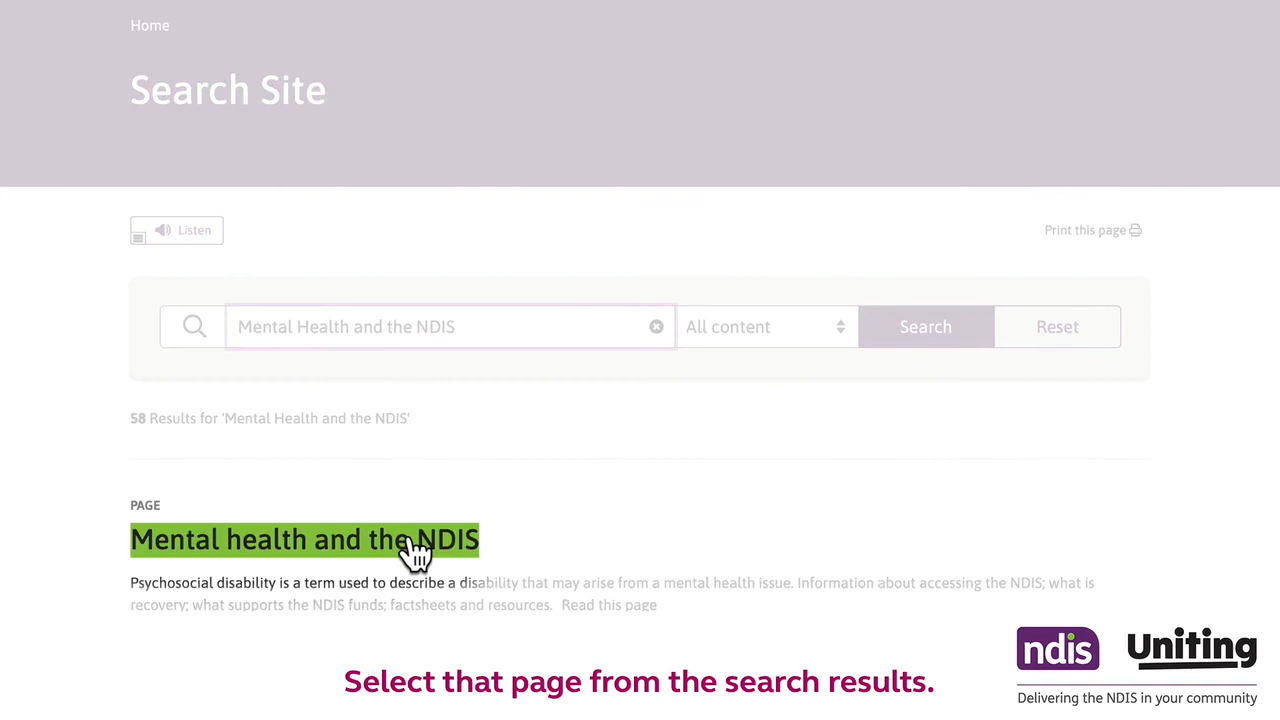 Home
Search Site
Listen
Print this page
Mental Health and the NDIS
All content
Search
Reset
58 Results for 'Mental Health and the NDIS'
PAGE
Mental health and the NDIS
Psychosocial disability is a term used to describe a disability that may arise from a mental health issue. Information about accessing the NDIS; what is
recovery; what supports the NDIS funds; factsheets and resources. Read this page
ndis
Uniting
Select that page from the search results.
Delivering the NDIS in your community